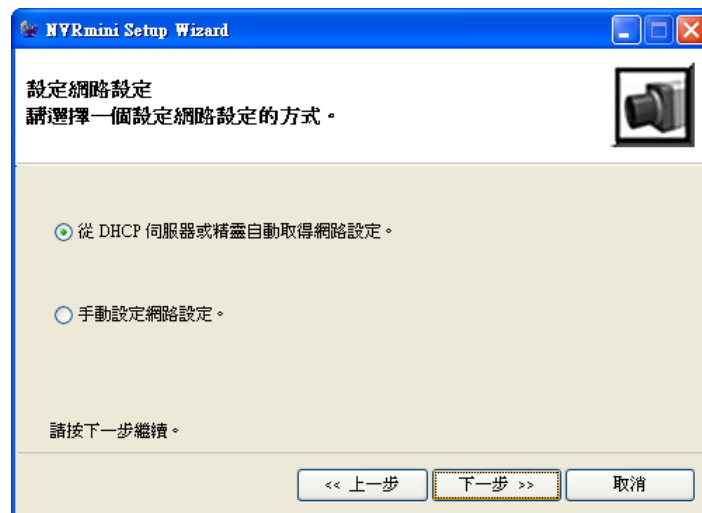 NVRmini Setup Wizard
設定網路設定
請選擇一個設定網路設定的方式。
從 DHCP 伺服器或精靈自動取得網路設定。
手動設定網路設定。
請按下一步繼續。
<< 上一步
下一步 >>
取消